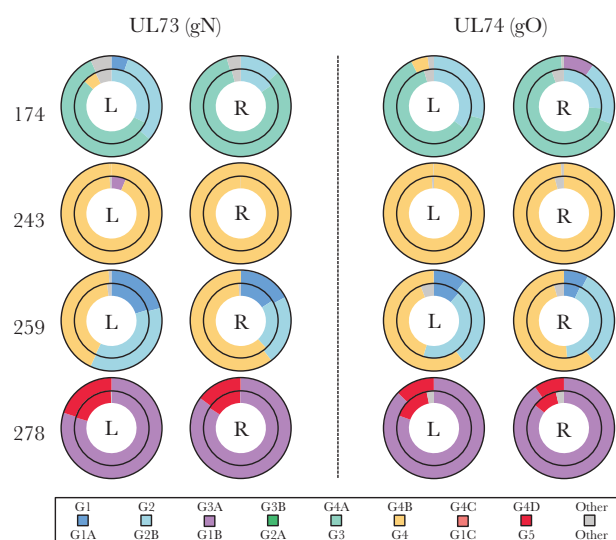 UL73 (gN) UL74 (gO)
174 L R L R
243 L R L R
259 L R L R
278 L R L R
G1 G2 G3A G3B G4A G4B G4C G4D Other
G1A G2B G1B G2A G3 G4 G1C G5 Other